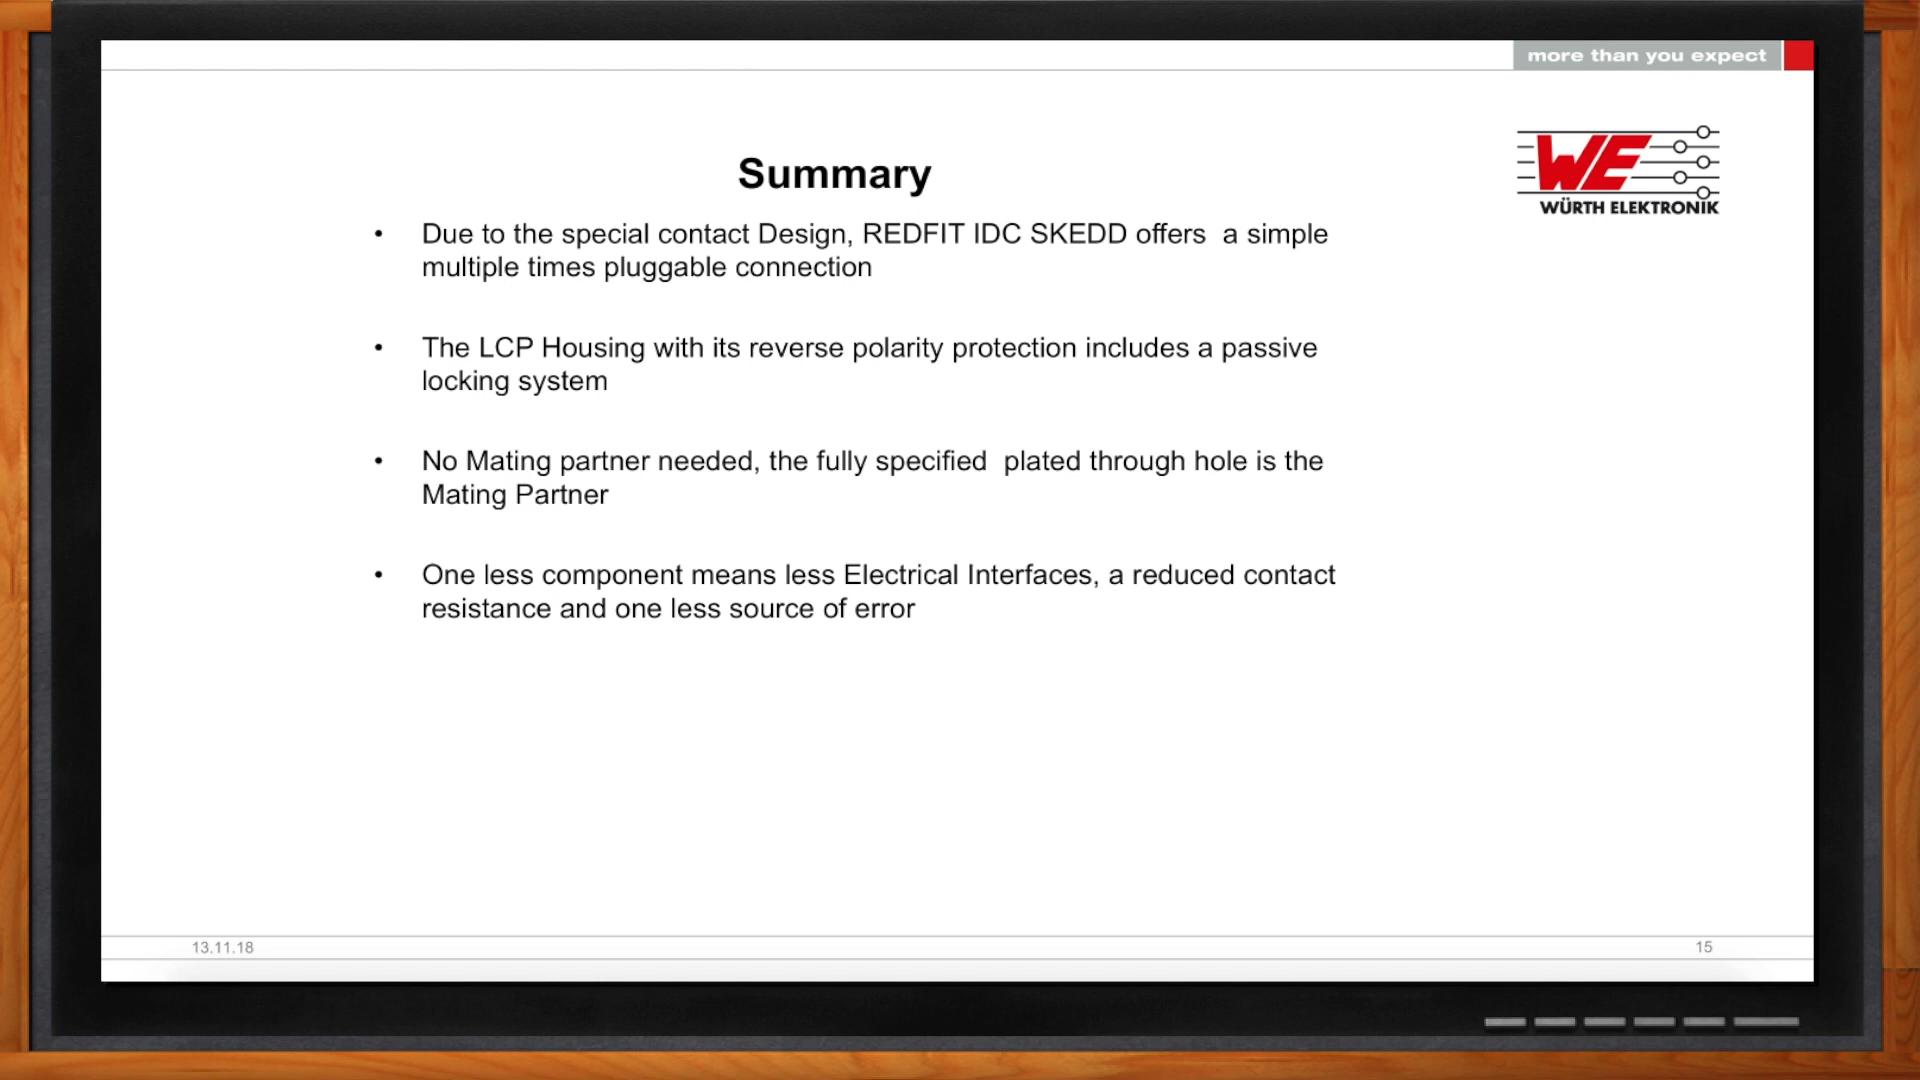 more than you expect
WE
WÜRTH ELEKTRONIK
Summary
• Due to the special contact Design, REDFIT IDC SKEDD offers  a simple
multiple times pluggable connection
• The LCP Housing with its reverse polarity protection includes a passive
locking system
• No Mating partner needed, the fully specified  plated through hole is the
Mating Partner
• One less component means less Electrical Interfaces, a reduced contact
resistance and one less source of error
13.11.18
15